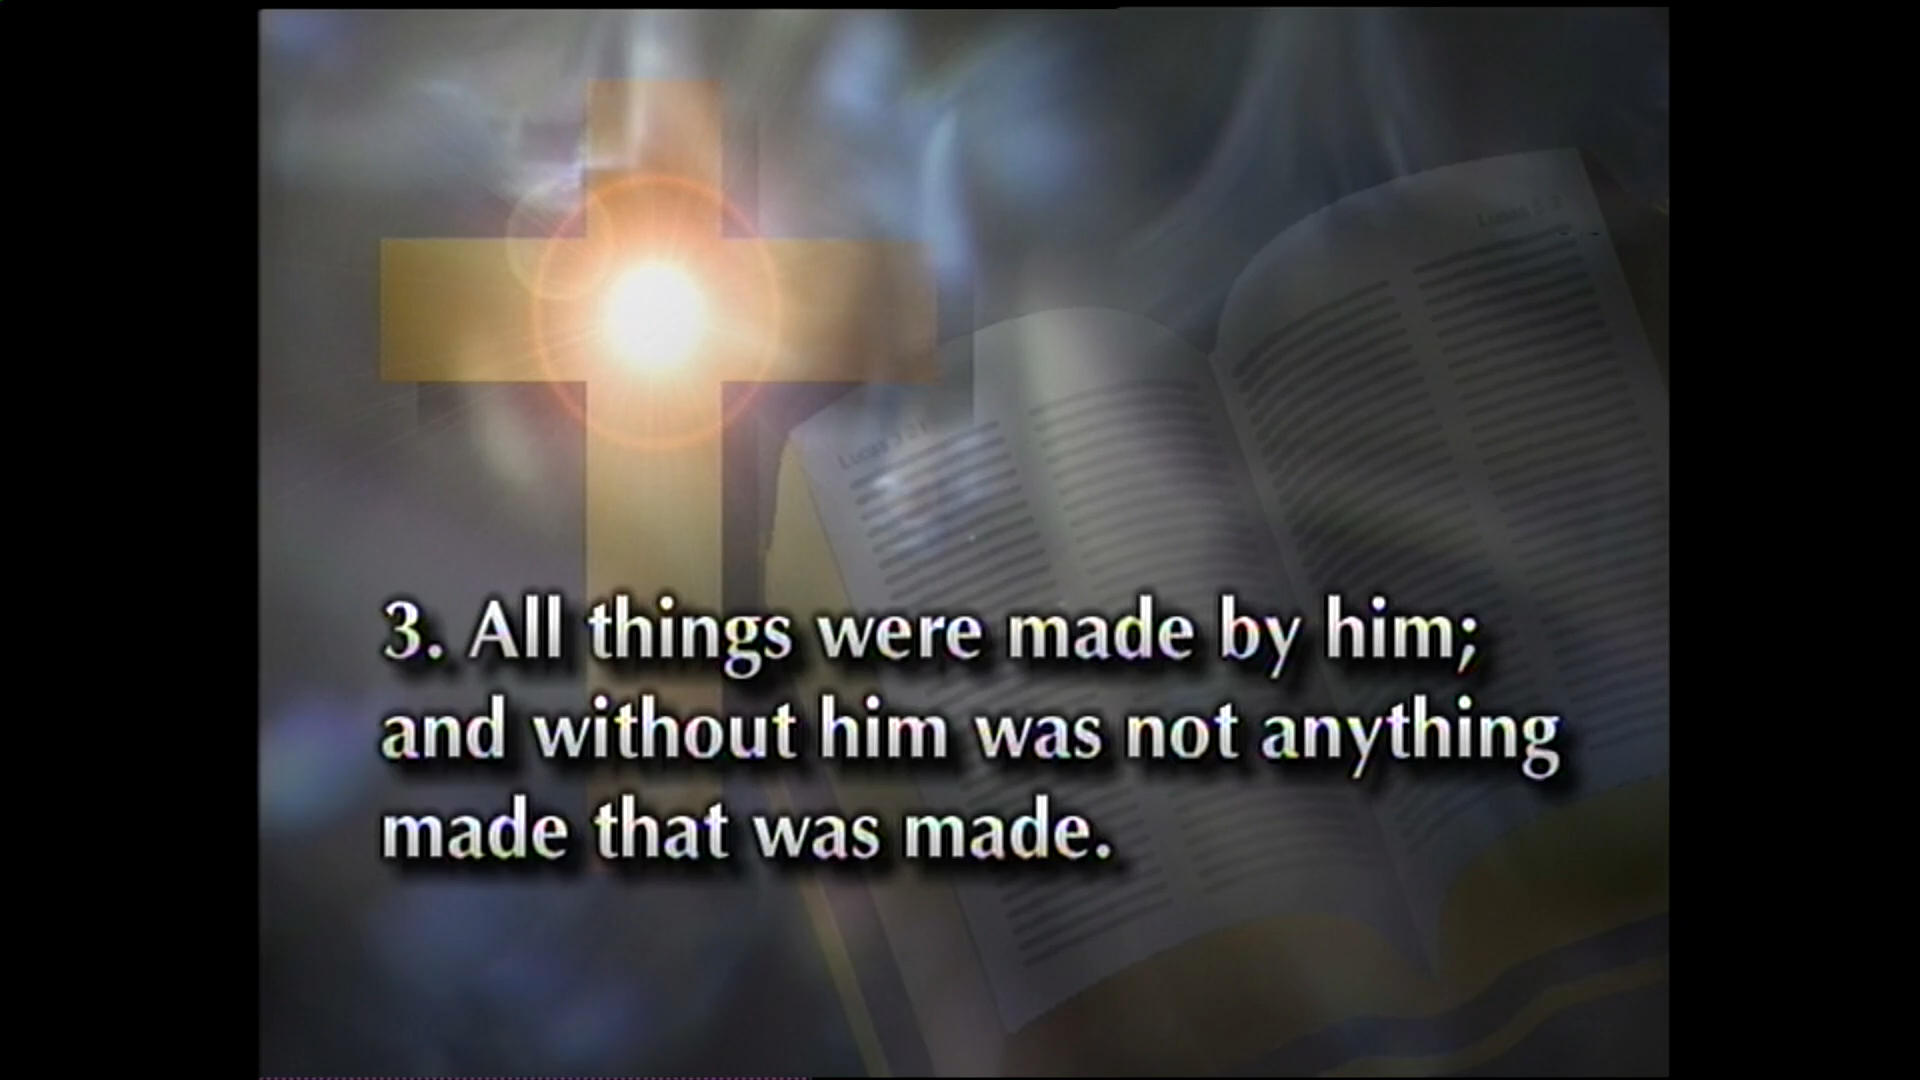 3. All things were made by him;
and without him was not anything
made that was made.